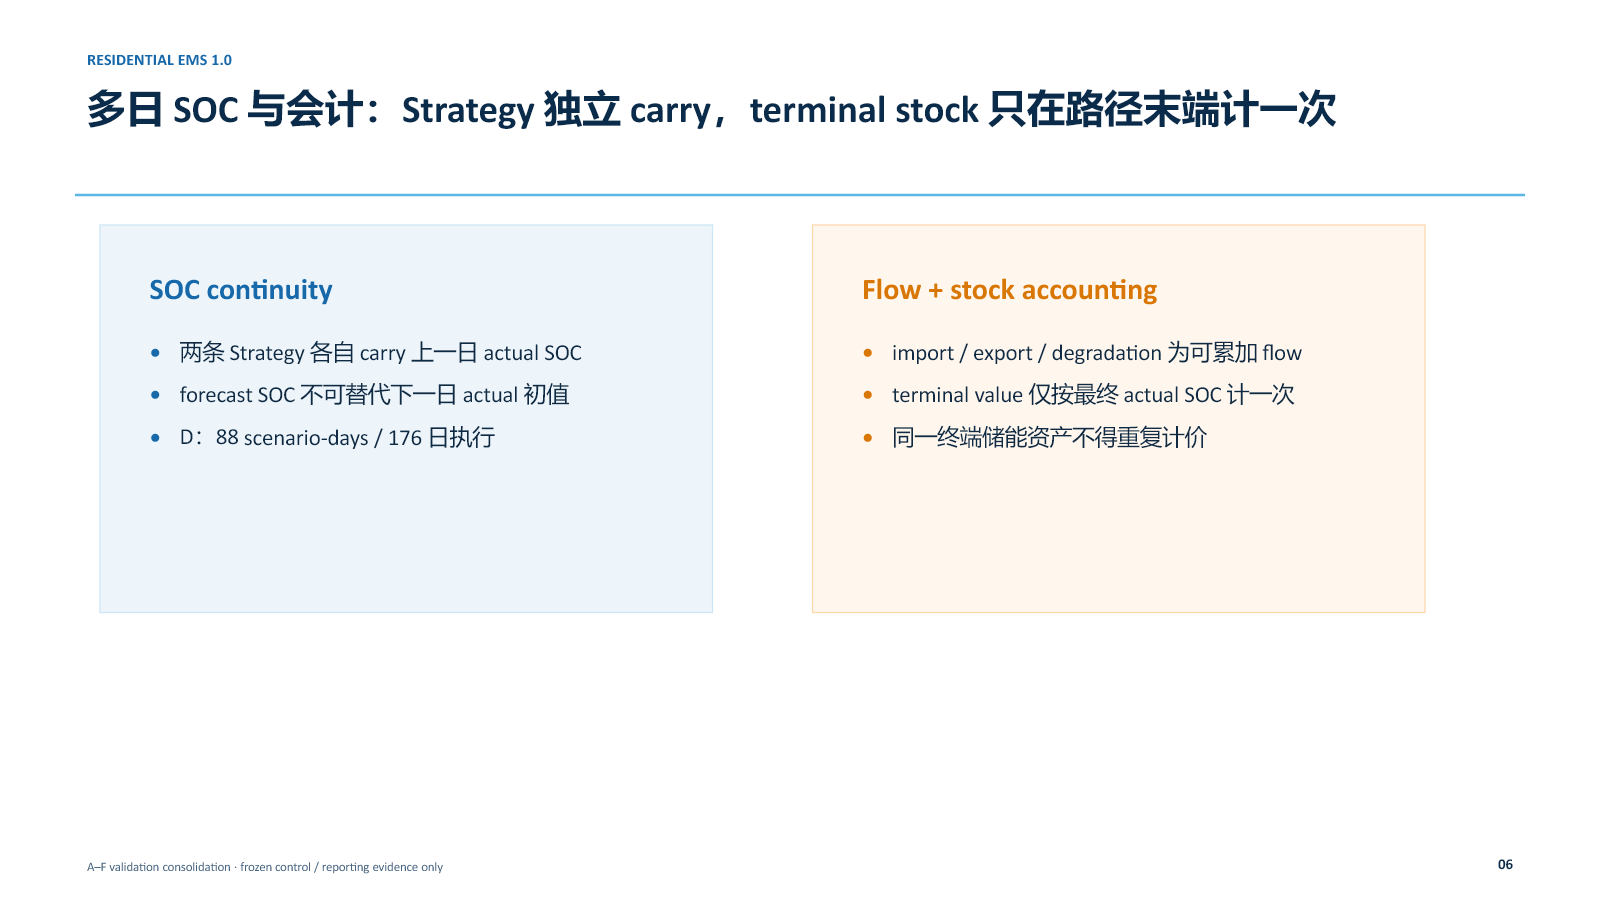 RESIDENTIAL EMS 1.0
多日 SOC 与会计：Strategy 独立 carry，terminal stock 只在路径末端计一次
SOC continuity
• 两条 Strategy 各自 carry 上一日 actual SOC
• forecast SOC 不可替代下一日 actual 初值
• D：88 scenario-days / 176 日执行
Flow + stock accounting
• import / export / degradation 为可累加 flow
• terminal value 仅按最终 actual SOC 计一次
• 同一终端储能资产不得重复计价
A–F validation consolidation · frozen control / reporting evidence only
06